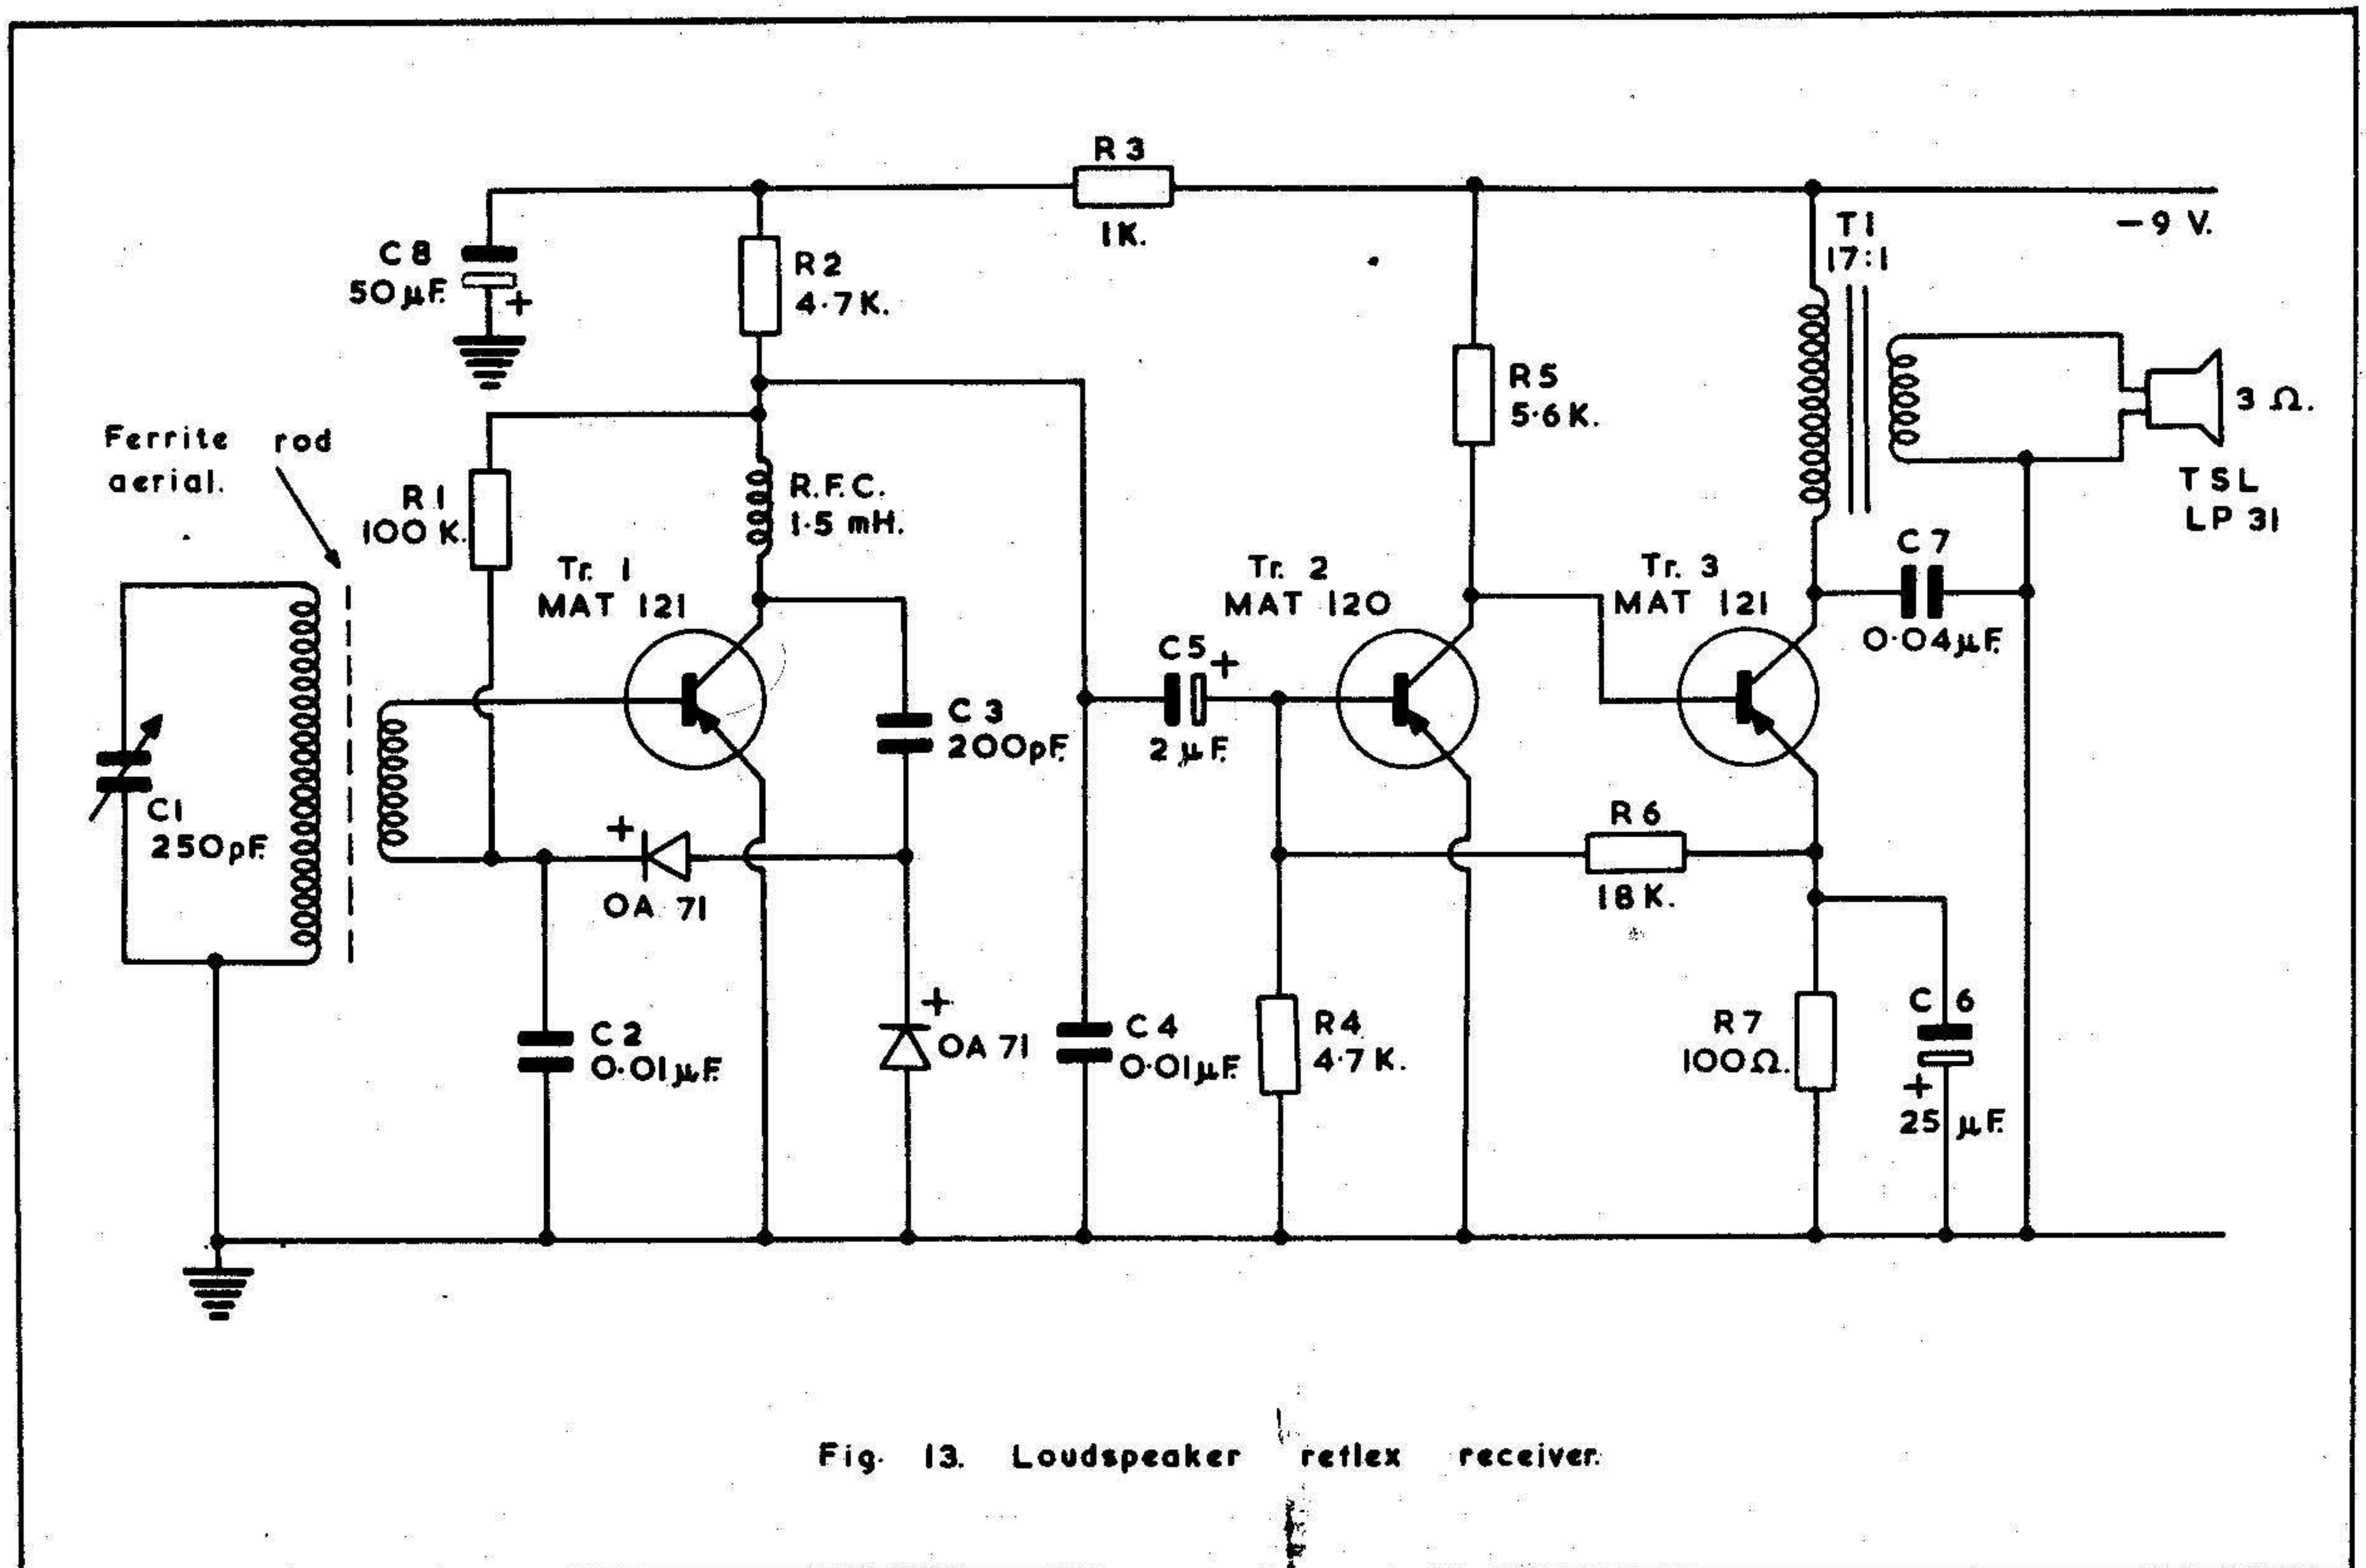 R3
1K.
-9 V.
T1
17:1
C8
50µF.
+
R2
4·7K.
R5
5·6K.
3 Ω.
TSL
LP 31
Ferrite rod
aerial.
R1
100 K.
R.F.C.
1·5 mH.
Tr. 1
MAT 121
Tr. 2
MAT 120
Tr. 3
MAT 121
C7
0·04µF.
C5
+
2 µF.
C3
200pF.
C1
250pF.
+
OA 71
R6
18K.
C2
0·01µF.
+
OA 71
C4
0·01µF.
R4
4·7K.
R7
100Ω.
C 6
+
25 µF.
Fig. 13. Loudspeaker reflex receiver.